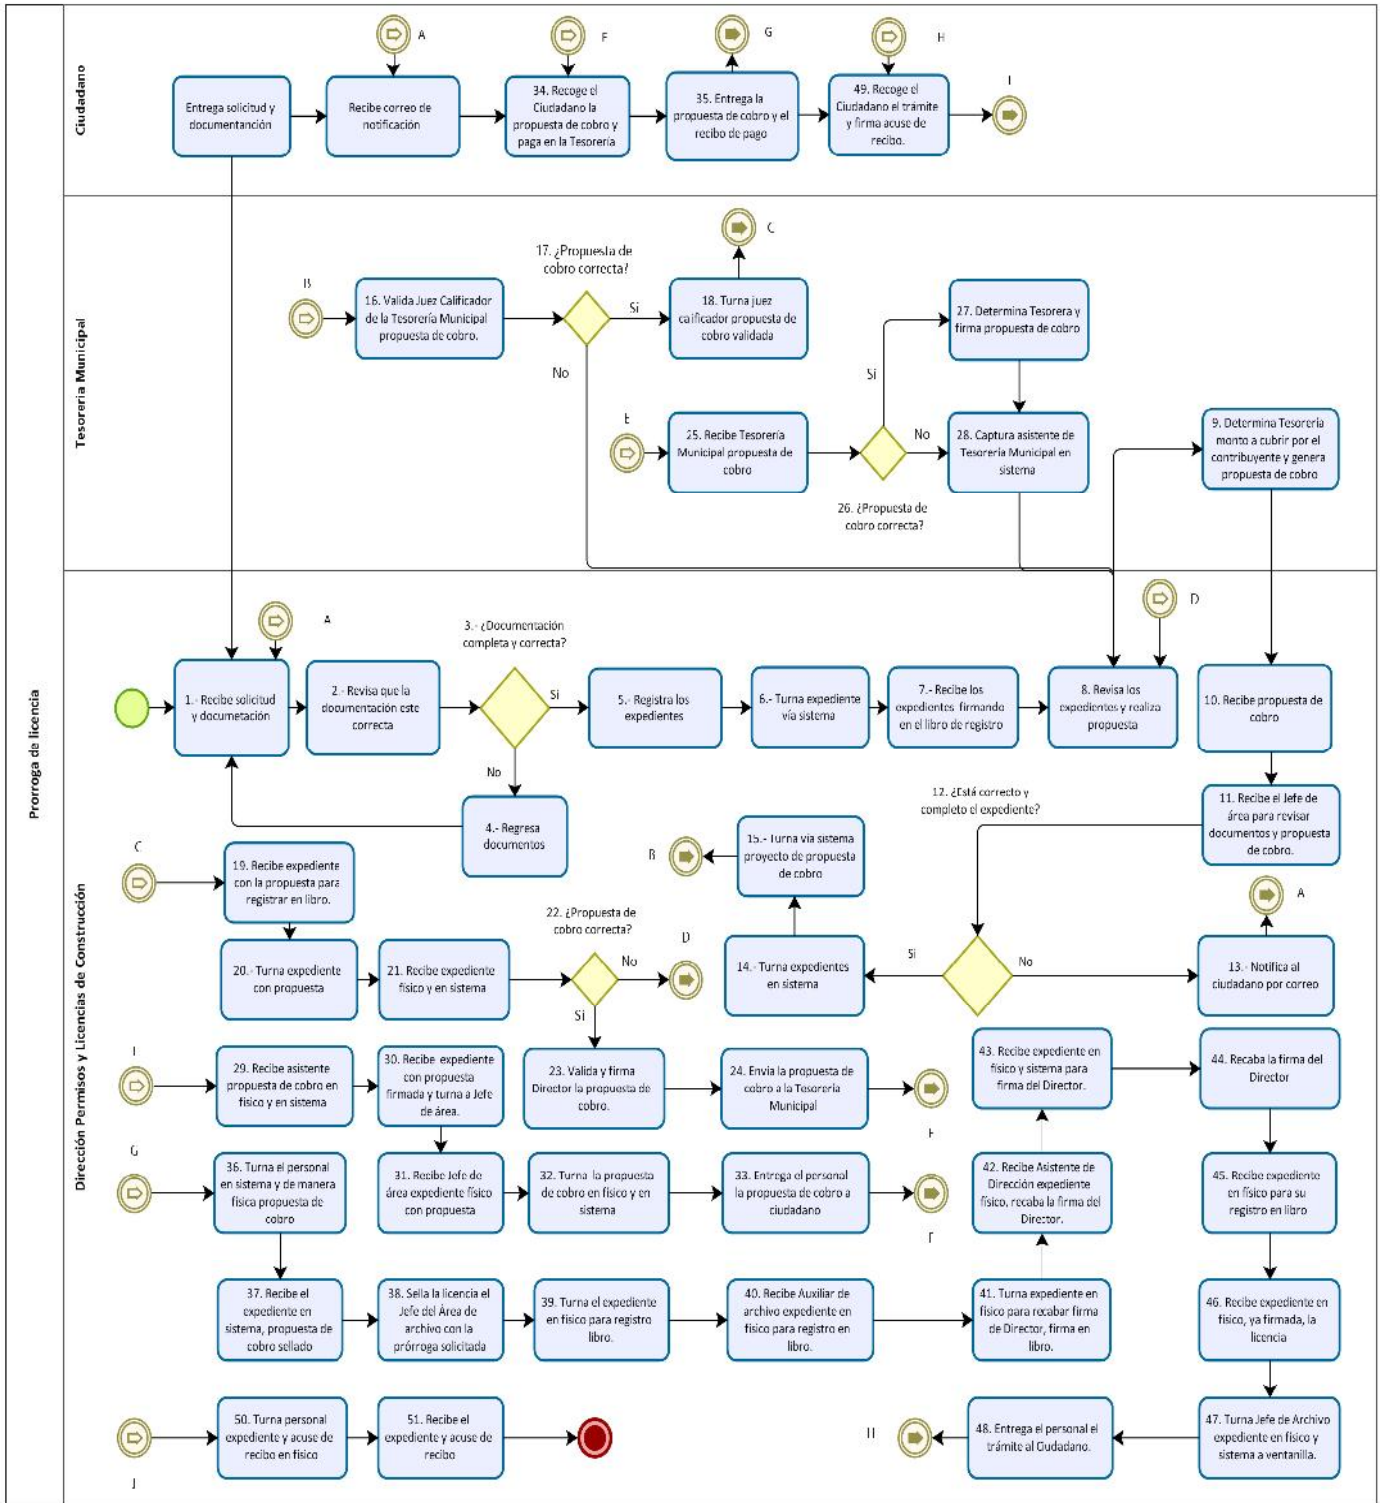 Prorroga de licencia
Ciudadano
A
F
G
H
Entrega solicitud y
documentanción
Recibe correo de
notificación
34. Recoge el
Ciudadano la
propuesta de cobro y
paga en la Tesorería
35. Entrega la
propuesta de cobro y el
recibo de pago
49. Recoge el
Ciudadano el trámite
y firma acuse de
recibo.
Tesorería Municipal
B
16. Valida Juez Calificador
de la Tesorería Municipal
propuesta de cobro.
17. ¿Propuesta de
cobro correcta?
Si
No
C
18. Turna juez
calificador propuesta de
cobro validada
27. Determina Tesorera y
firma propuesta de cobro
Si
E
25. Recibe Tesorería
Municipal propuesta de
cobro
No
26. ¿Propuesta de
cobro correcta?
28. Captura asistente de
Tesorería Municipal en
sistema
9. Determina Tesorería
monto a cubrir por el
contribuyente y genera
propuesta de cobro
Dirección Permisos y Licencias de Construcción
A
D
1.- Recibe solicitud
y documetación
2.- Revisa que la
documentación este
correcta
3.- ¿Documentación
completa y correcta?
Si
No
4.- Regresa
documentos
5.- Registra los
expedientes
6.- Turna expediente
vía sistema
7.- Recibe los
expedientes firmando
en el libro de registro
8. Revisa los
expedientes y realiza
propuesta
10. Recibe propuesta de
cobro
11. Recibe el Jefe de
área para revisar
documentos y propuesta
de cobro.
12. ¿Está correcto y
completo el expediente?
Si
No
A
13.- Notifica al
ciudadano por correo
14.- Turna expedientes
en sistema
15.- Turna vía sistema
proyecto de propuesta
de cobro
B
C
19. Recibe expediente
con la propuesta para
registrar en libro.
20.- Turna expediente
con propuesta
21. Recibe expediente
físico y en sistema
22. ¿Propuesta de
cobro correcta?
No
D
Si
23. Valida y firma
Director la propuesta de
cobro.
24. Envia la propuesta de
cobro a la Tesorería
Municipal
29. Recibe asistente
propuesta de cobro en
físico y en sistema
30. Recibe expediente
con propuesta
firmada y turna a Jefe
de área.
31. Recibe Jefe de
área expediente físico
con propuesta
32. Turna la propuesta
de cobro en físico y en
sistema
33. Entrega el personal
la propuesta de cobro a
ciudadano
G
36. Turna el personal
en sistema y de manera
física propuesta de
cobro
37. Recibe el
expediente en
sistema, propuesta de
cobro sellado
38. Sella la licencia el
Jefe del Área de
archivo con la
prórroga solicitada
39. Turna el expediente
en fisico para registro
libro.
40. Recibe Auxiliar de
archivo expediente en
físico para registro en
libro.
41. Turna expediente en
físico para recabar firma
de Director, firma en
libro.
42. Recibe Asistente de
Dirección expediente
físico, recaba la firma del
Director.
43. Recibe expediente en
físico y sistema para
firma del Director.
44. Recaba la firma del
Director
45. Recibe expediente
en físico para su
registro en libro
46. Recibe expediente en
físico, ya firmada, la
licencia
47. Turna Jefe de Archivo
expediente en físico y
sistema a ventanilla.
48. Entrega el personal el
trámite al Ciudadano.
H
J
50. Turna personal
expediente y acuse de
recibo en físico
51. Recibe el
expediente y acuse de
recibo